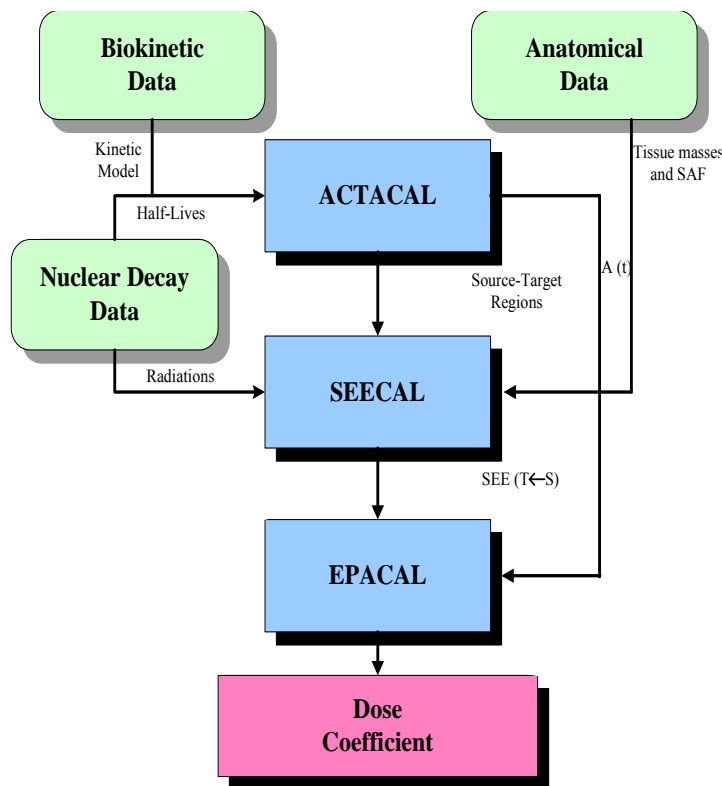 Biokinetic
Data
Anatomical
Data
Kinetic
Model
Tissue masses
and SAF
ACTACAL
Half-Lives
Nuclear Decay
Data
Source-Target
Regions
A (t)
Radiations
SEECAL
SEE (T←S)
EPACAL
Dose
Coefficient